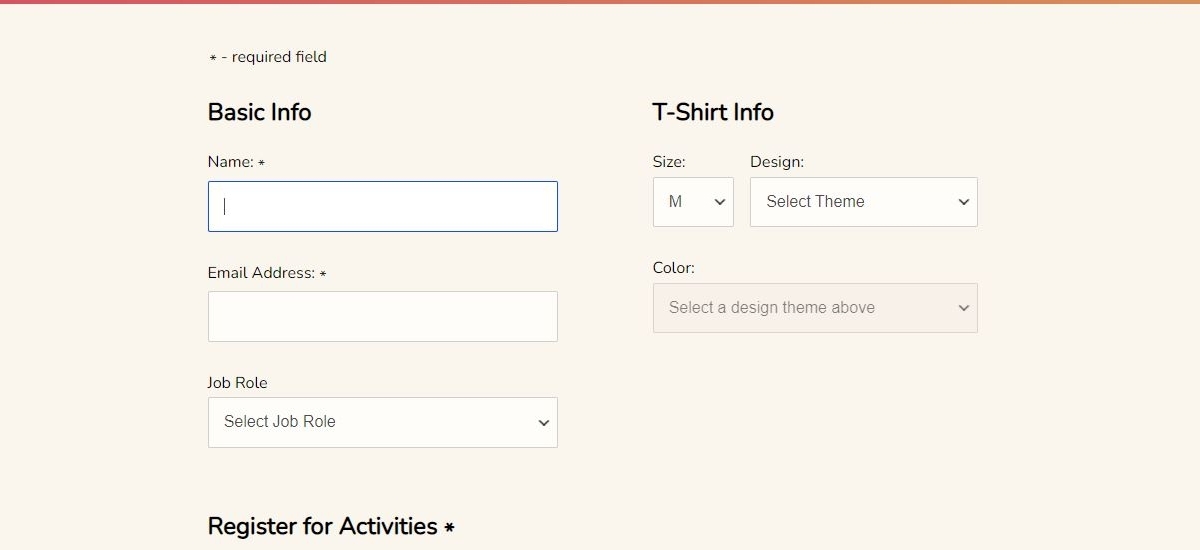 * - required field
Basic Info
Name: *
Email Address: *
Job Role
Select Job Role
T-Shirt Info
Size: Design:
M Select Theme
Color:
Select a design theme above
Register for Activities *